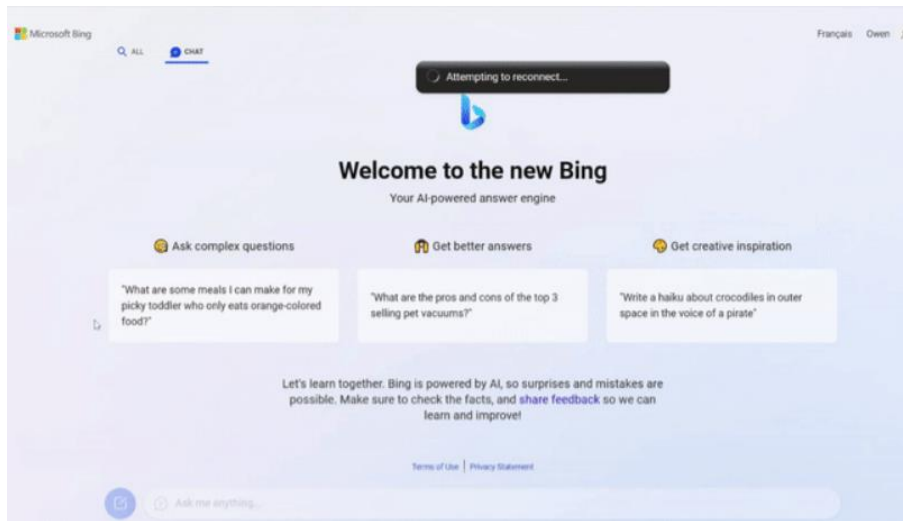 Microsoft Bing
ALL
CHAT
Français
Owen
Attempting to reconnect...
Welcome to the new Bing
Your AI-powered answer engine
Ask complex questions
Get better answers
Get creative inspiration
"What are some meals I can make for my
picky toddler who only eats orange-colored
food?"
"What are the pros and cons of the top 3
selling pet vacuums?"
"Write a haiku about crocodiles in outer
space in the voice of a pirate"
Let's learn together. Bing is powered by AI, so surprises and mistakes are
possible. Make sure to check the facts, and share feedback so we can
learn and improve!
Terms of Use | Privacy Statement
Ask me anything...